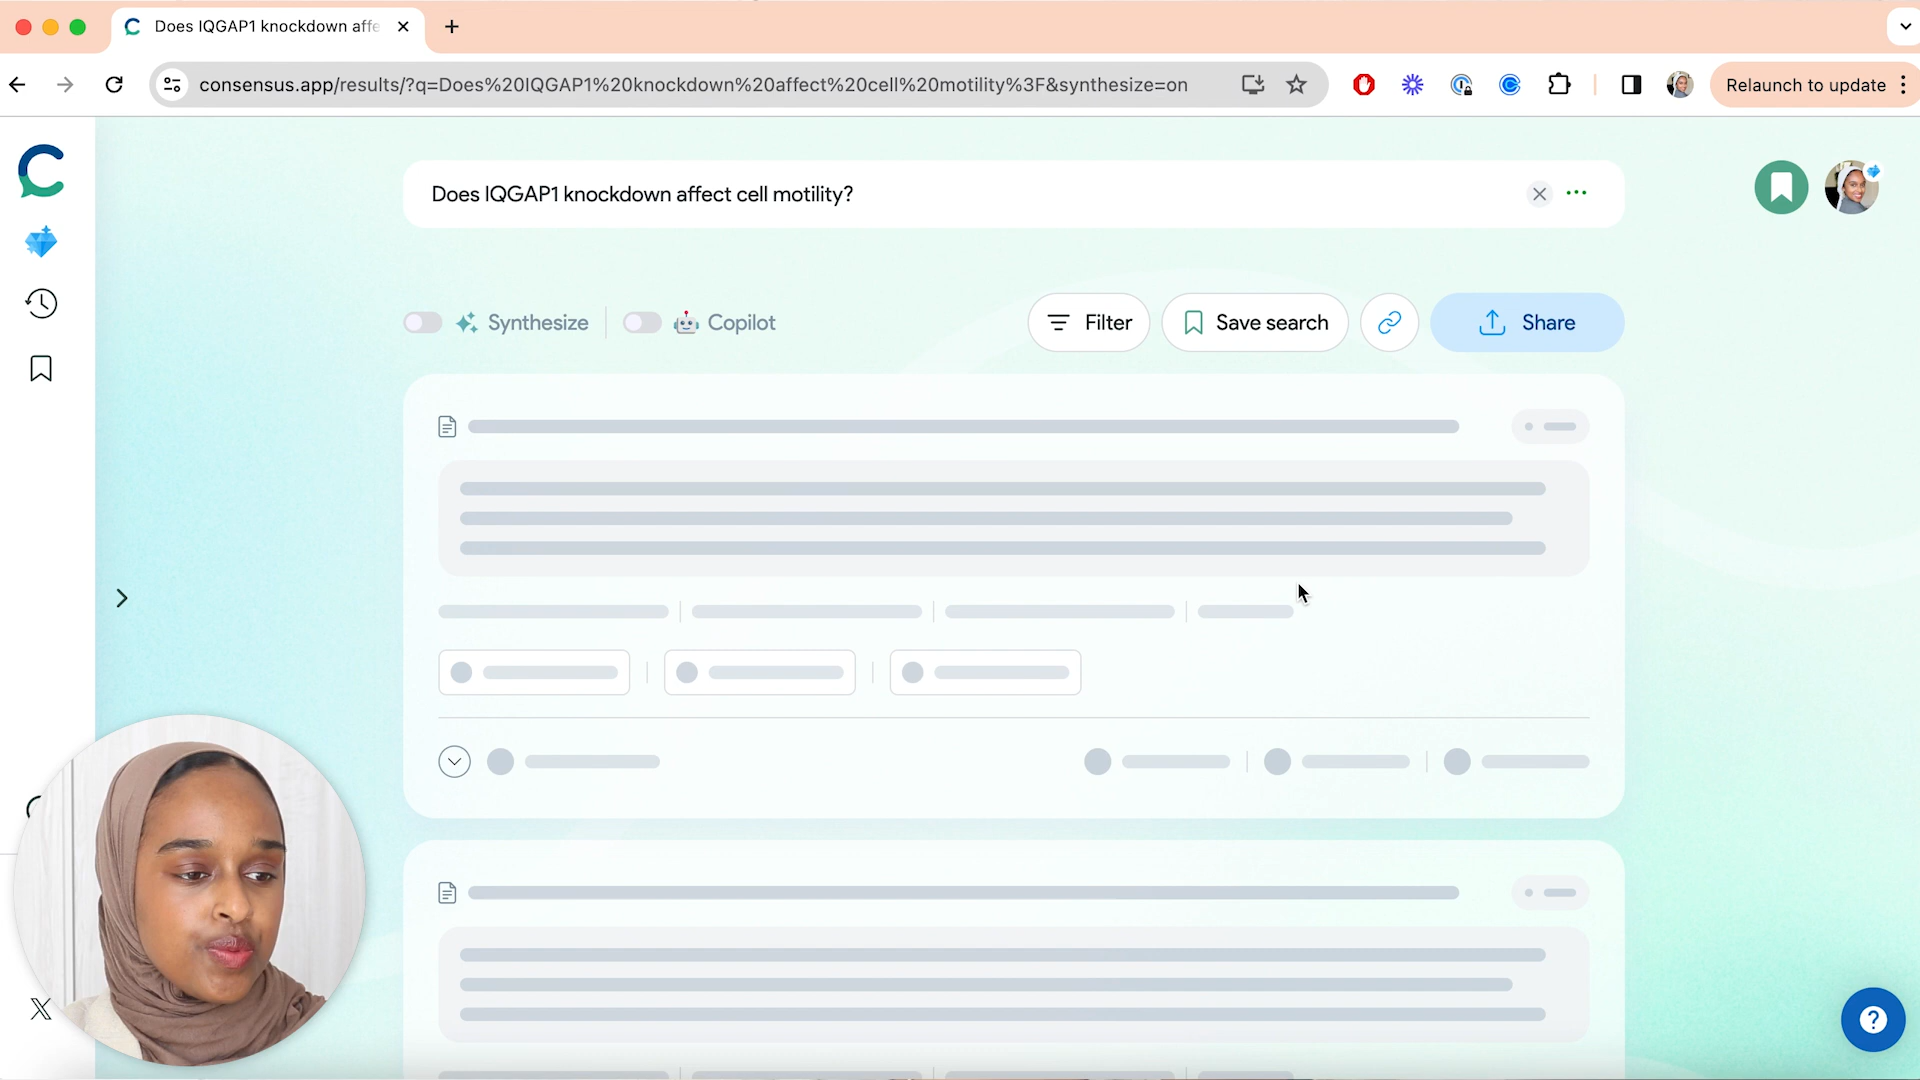 Does IQGAP1 knockdown affe
consensus.app/results/?q=Does%20IQGAP1%20knockdown%20affect%20cell%20motility%3F&synthesize=on
Relaunch to update
Does IQGAP1 knockdown affect cell motility?
Synthesize
Copilot
Filter
Save search
Share